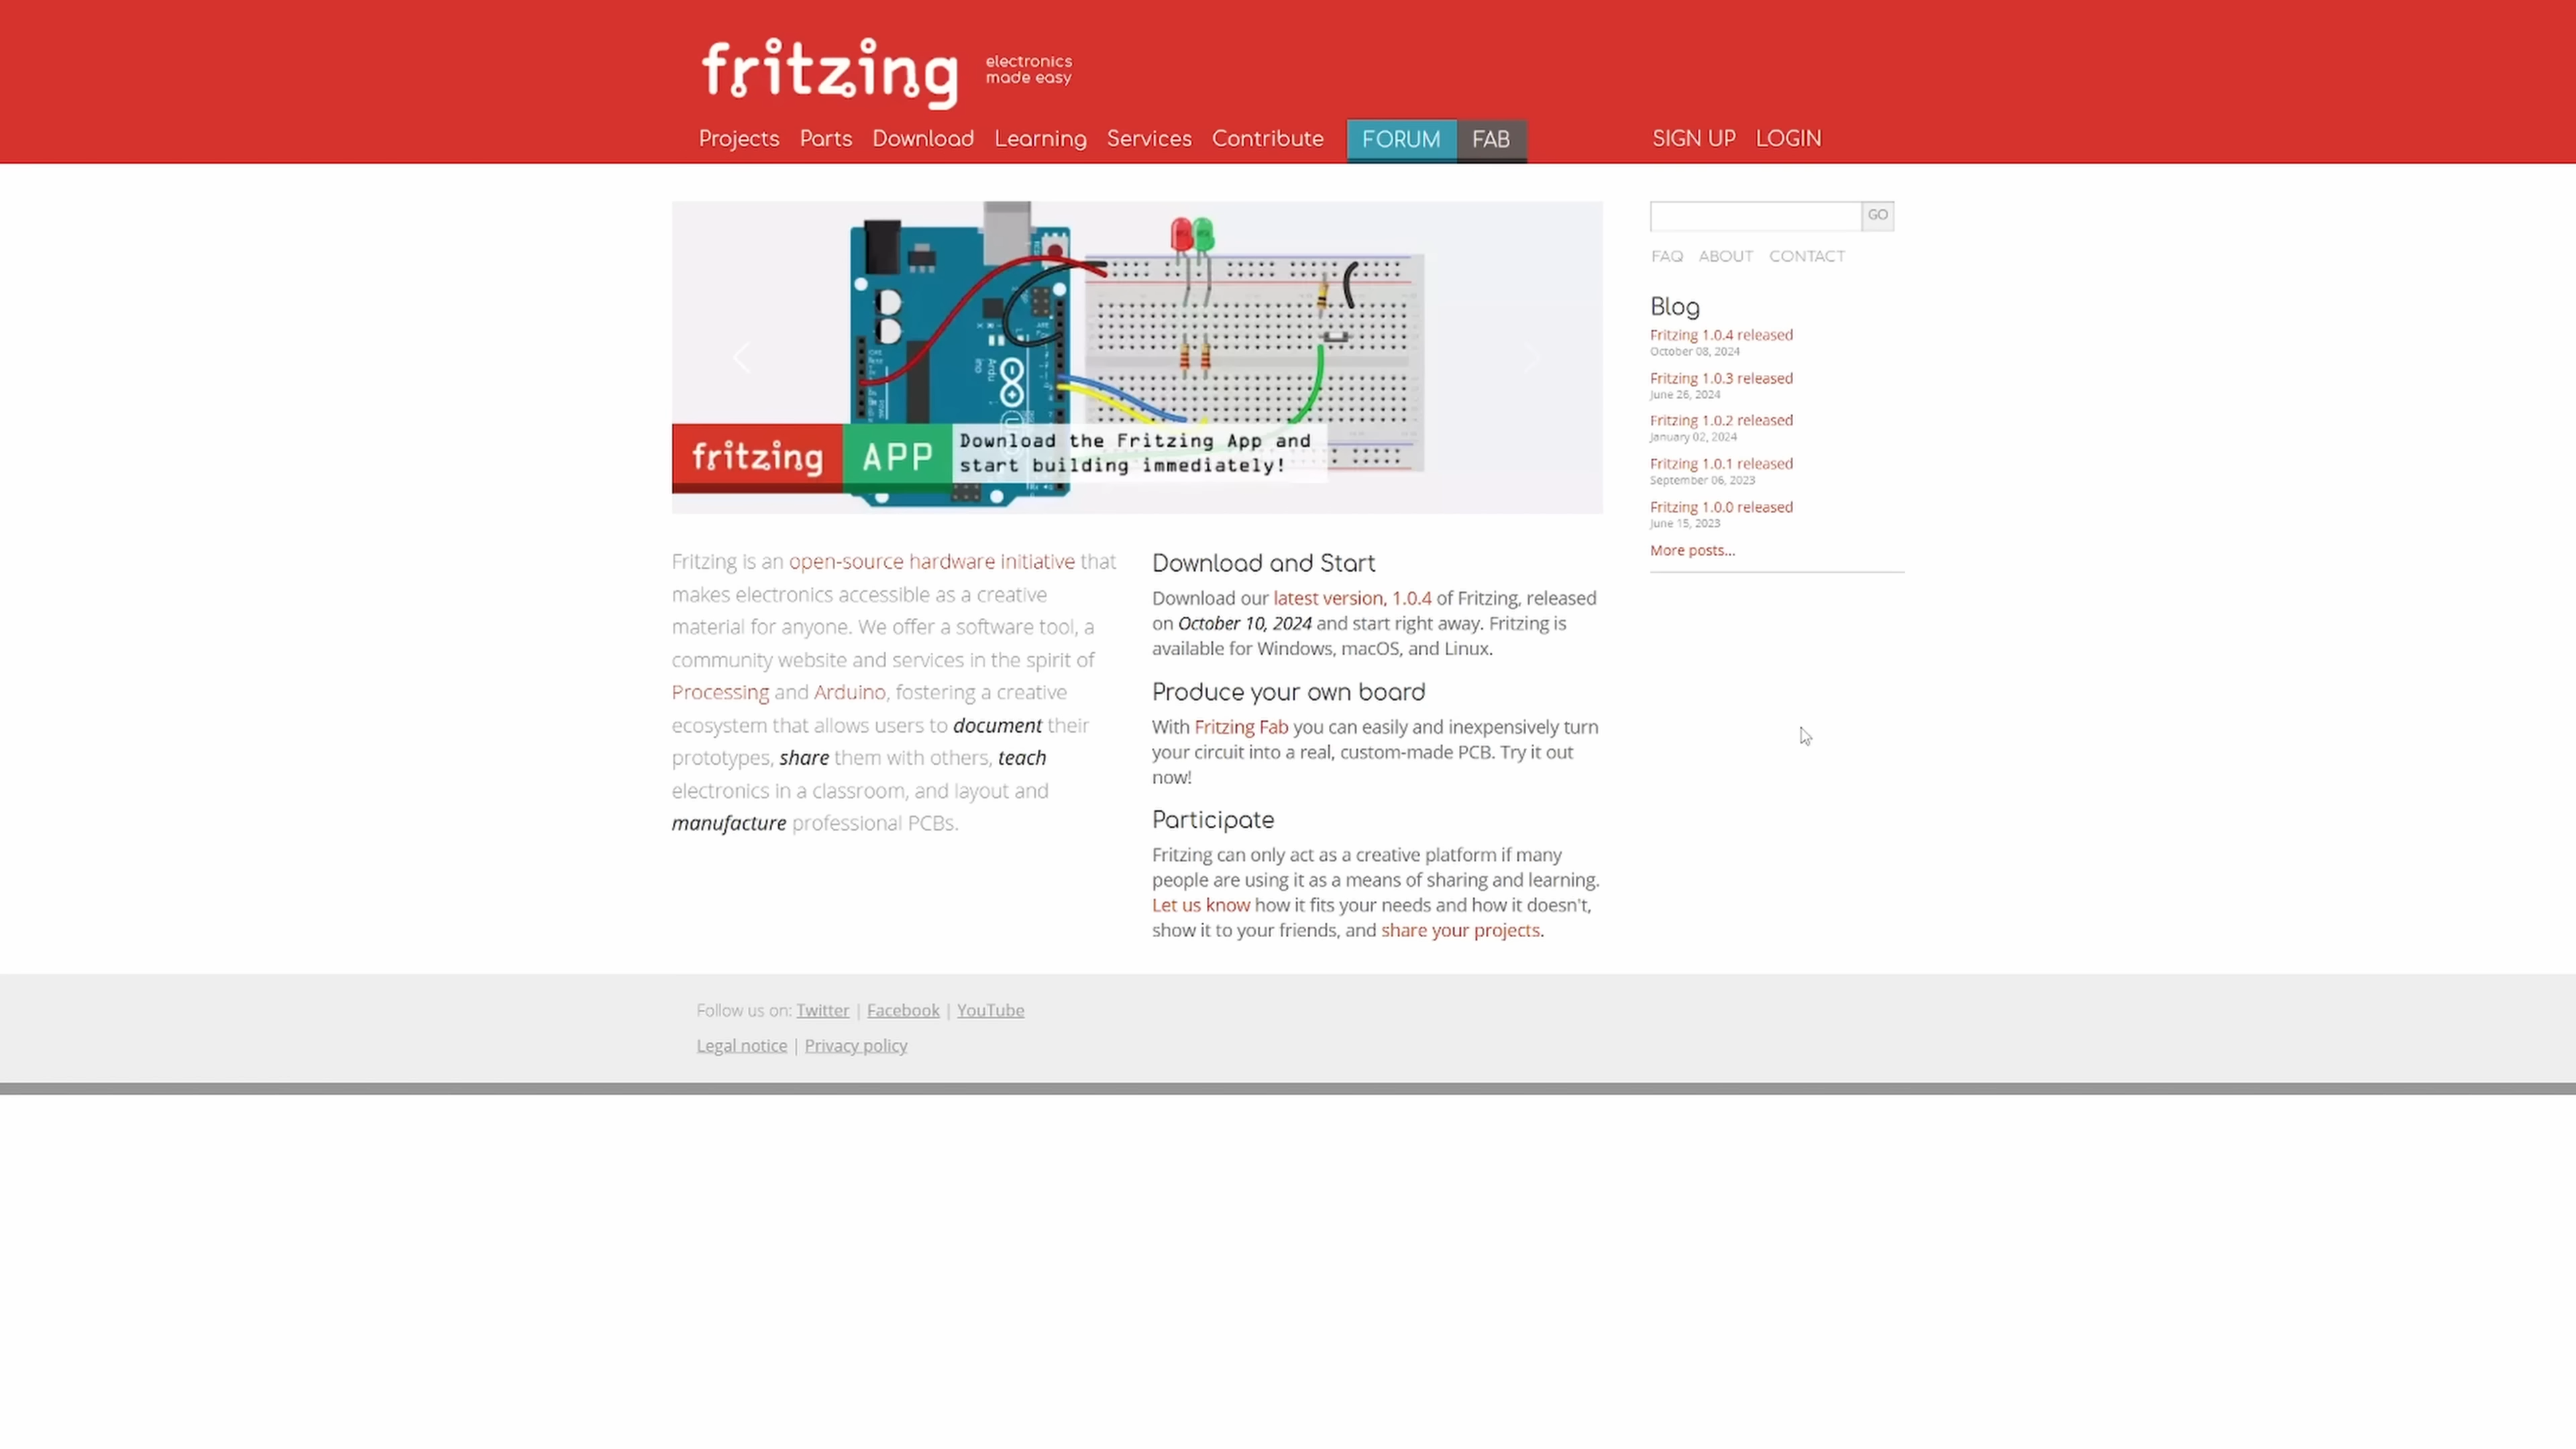 fritzing
electronics
made easy
Projects Parts Download Learning Services Contribute FORUM FAB SIGN UP LOGIN
fritzing APP
Download the Fritzing App and
start building immediately!
Fritzing is an open-source hardware initiative that
makes electronics accessible as a creative
material for anyone. We offer a software tool, a
community website and services in the spirit of
Processing and Arduino, fostering a creative
ecosystem that allows users to document their
prototypes, share them with others, teach
electronics in a classroom, and layout and
manufacture professional PCBs.
Download and Start
Download our latest version, 1.0.4 of Fritzing, released
on October 10, 2024 and start right away. Fritzing is
available for Windows, macOS, and Linux.
Produce your own board
With Fritzing Fab you can easily and inexpensively turn
your circuit into a real, custom-made PCB. Try it out
now!
Participate
Fritzing can only act as a creative platform if many
people are using it as a means of sharing and learning.
Let us know how it fits your needs and how it doesn't,
show it to your friends, and share your projects.
GO
FAQ ABOUT CONTACT
Blog
Fritzing 1.0.4 released
October 08, 2024
Fritzing 1.0.3 released
June 26, 2024
Fritzing 1.0.2 released
January 02, 2024
Fritzing 1.0.1 released
September 06, 2023
Fritzing 1.0.0 released
June 15, 2023
More posts...
Follow us on: Twitter | Facebook | YouTube
Legal notice | Privacy policy